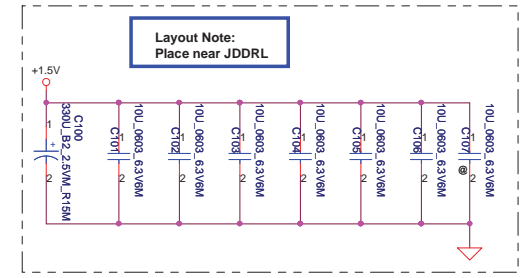 Layout Note:
Place near JDDRL
+1.5V
1
+
2
C100
330U_B2_2.5VM_R15M
1
2
C101
10U_0603_6.3V6M
1
2
C102
10U_0603_6.3V6M
1
2
C103
10U_0603_6.3V6M
1
2
C104
10U_0603_6.3V6M
1
2
C105
10U_0603_6.3V6M
1
2
C106
10U_0603_6.3V6M
1
2
C107
@
10U_0603_6.3V6M